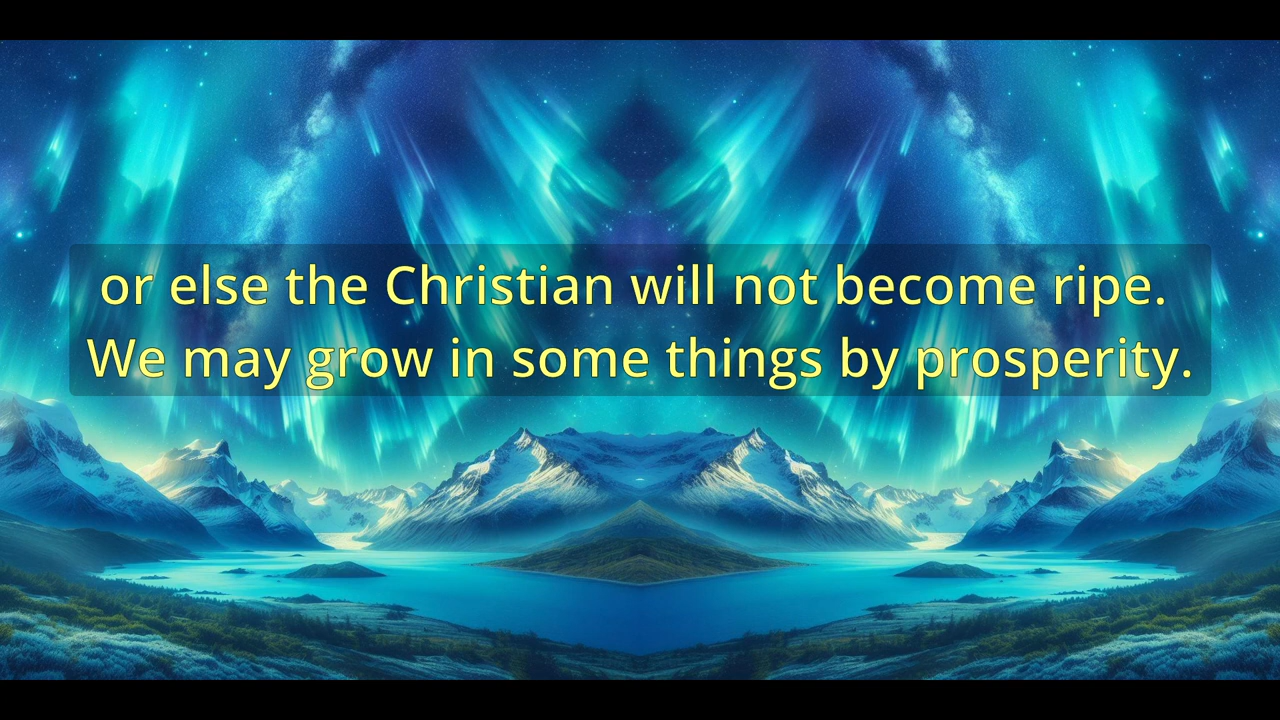 or else the Christian will not become ripe.
We may grow in some things by prosperity.